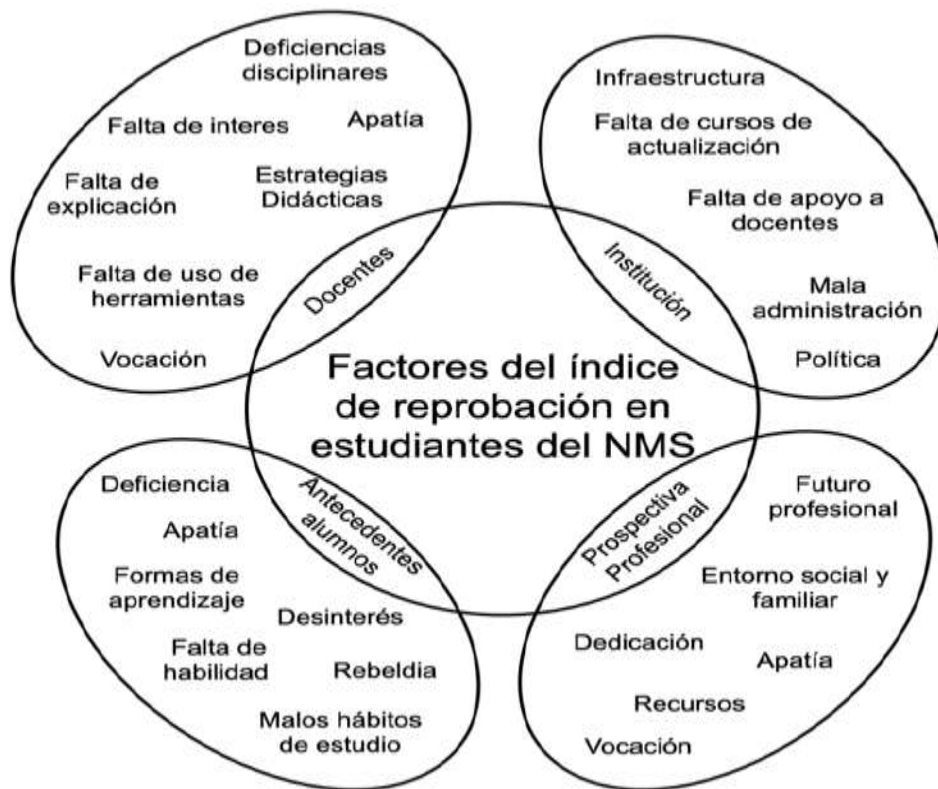 Deficiencias
disciplinares
Falta de interes
Apatía
Falta de
explicación
Estrategias
Didácticas
Falta de uso de
herramientas
Vocación
Docentes
Infraestructura
Falta de cursos de
actualización
Falta de apoyo a
docentes
Mala
administración
Política
Institución
Factores del índice
de reprobación en
estudiantes del NMS
Antecedentes
alumnos
Deficiencia
Apatía
Formas de
aprendizaje
Desinterés
Falta de
habilidad
Rebeldia
Malos hábitos
de estudio
Prospectiva
Profesional
Futuro
profesional
Entorno social y
familiar
Dedicación
Apatía
Recursos
Vocación